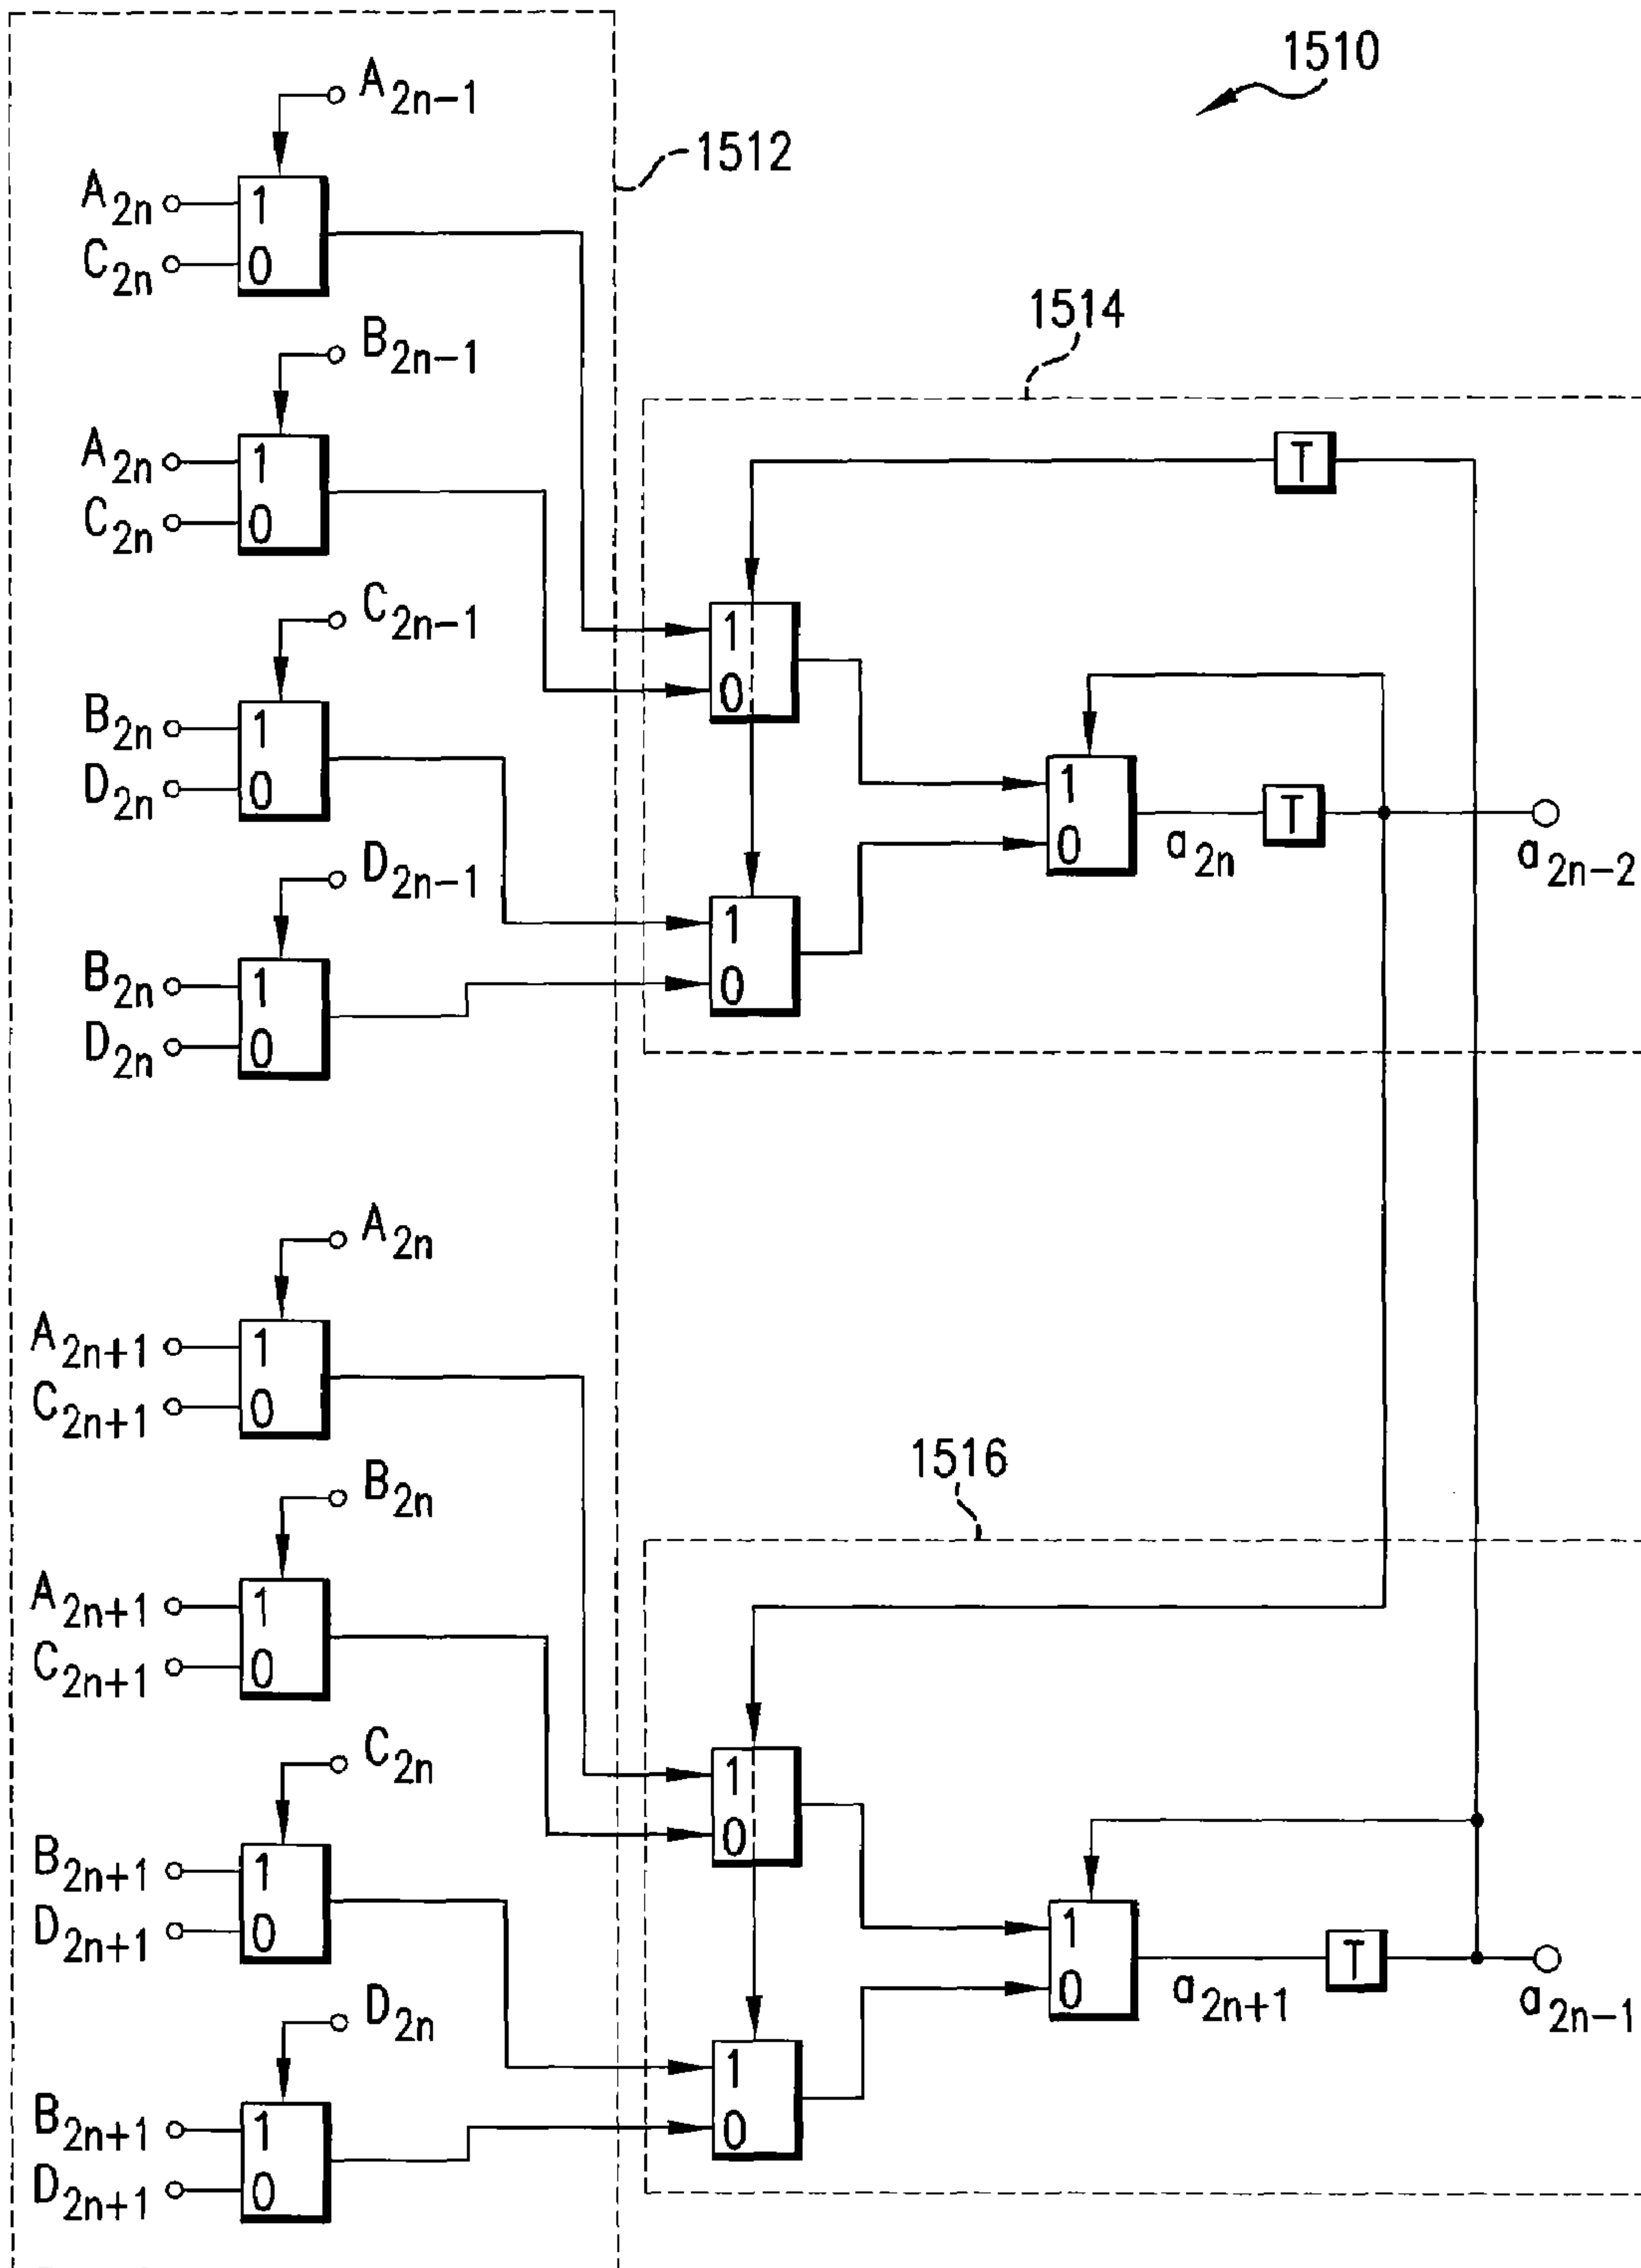 1510
A2n-1
1512
A2n
1
C2n
0
1514
B2n-1
A2n
1
T
C2n
0
C2n-1
1
0
B2n
1
D2n
0
1
T
0
a2n
a2n-2
D2n-1
1
B2n
1
0
D2n
0
A2n
A2n+1
1
C2n+1
0
1516
B2n
A2n+1
1
C2n+1
0
C2n
1
0
B2n+1
1
D2n+1
0
1
T
0
a2n+1
a2n-1
D2n
1
B2n+1
1
0
D2n+1
0